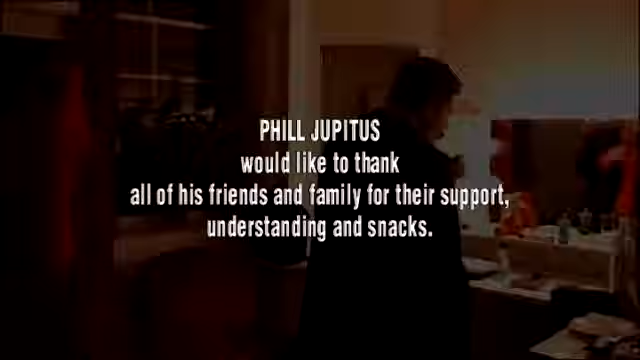 PHILL JUPITUS
would like to thank
all of his friends and family for their support,
understanding and snacks.